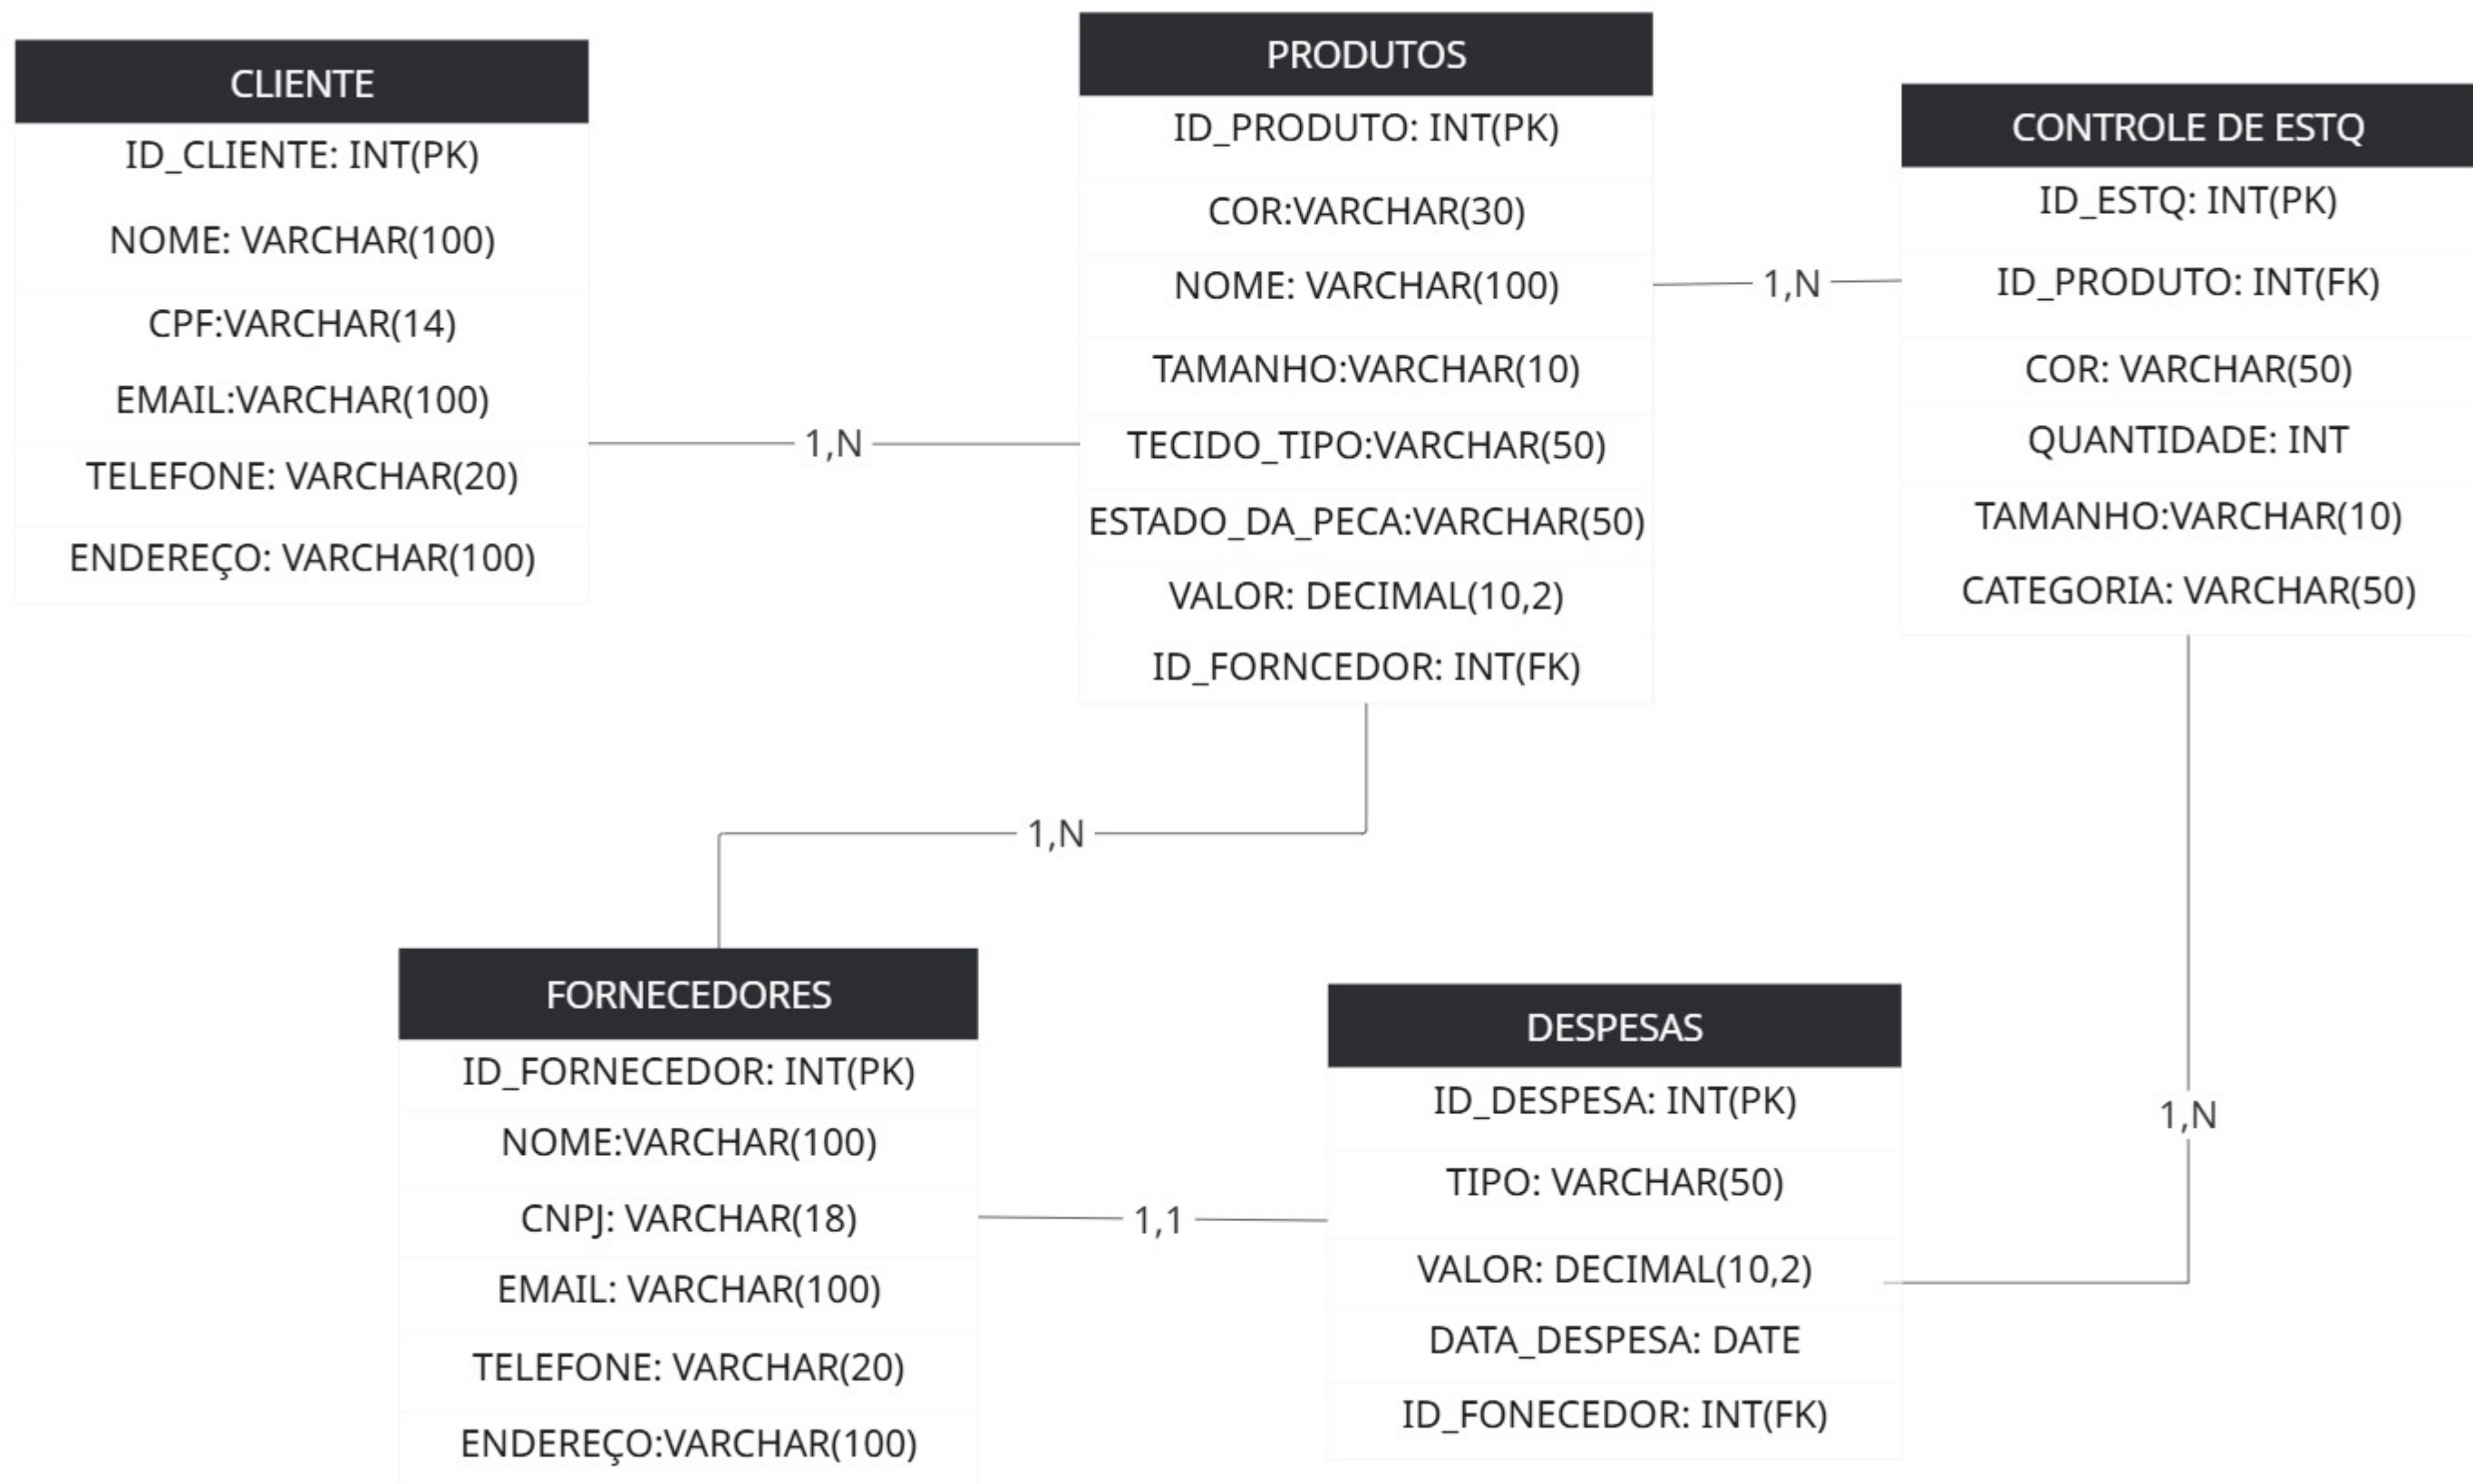 CLIENTE
ID_CLIENTE: INT(PK)
NOME: VARCHAR(100)
CPF:VARCHAR(14)
EMAIL:VARCHAR(100)
TELEFONE: VARCHAR(20)
ENDEREÇO: VARCHAR(100)
1,N
PRODUTOS
ID_PRODUTO: INT(PK)
COR:VARCHAR(30)
NOME: VARCHAR(100)
TAMANHO:VARCHAR(10)
TECIDO_TIPO:VARCHAR(50)
ESTADO_DA_PECA:VARCHAR(50)
VALOR: DECIMAL(10,2)
ID_FORNCEDOR: INT(FK)
1,N
CONTROLE DE ESTQ
ID_ESTQ: INT(PK)
ID_PRODUTO: INT(FK)
COR: VARCHAR(50)
QUANTIDADE: INT
TAMANHO:VARCHAR(10)
CATEGORIA: VARCHAR(50)
1,N
FORNECEDORES
ID_FORNECEDOR: INT(PK)
NOME:VARCHAR(100)
CNPJ: VARCHAR(18)
EMAIL: VARCHAR(100)
TELEFONE: VARCHAR(20)
ENDEREÇO:VARCHAR(100)
1,1
DESPESAS
ID_DESPESA: INT(PK)
TIPO: VARCHAR(50)
VALOR: DECIMAL(10,2)
DATA_DESPESA: DATE
ID_FONECEDOR: INT(FK)
1,N